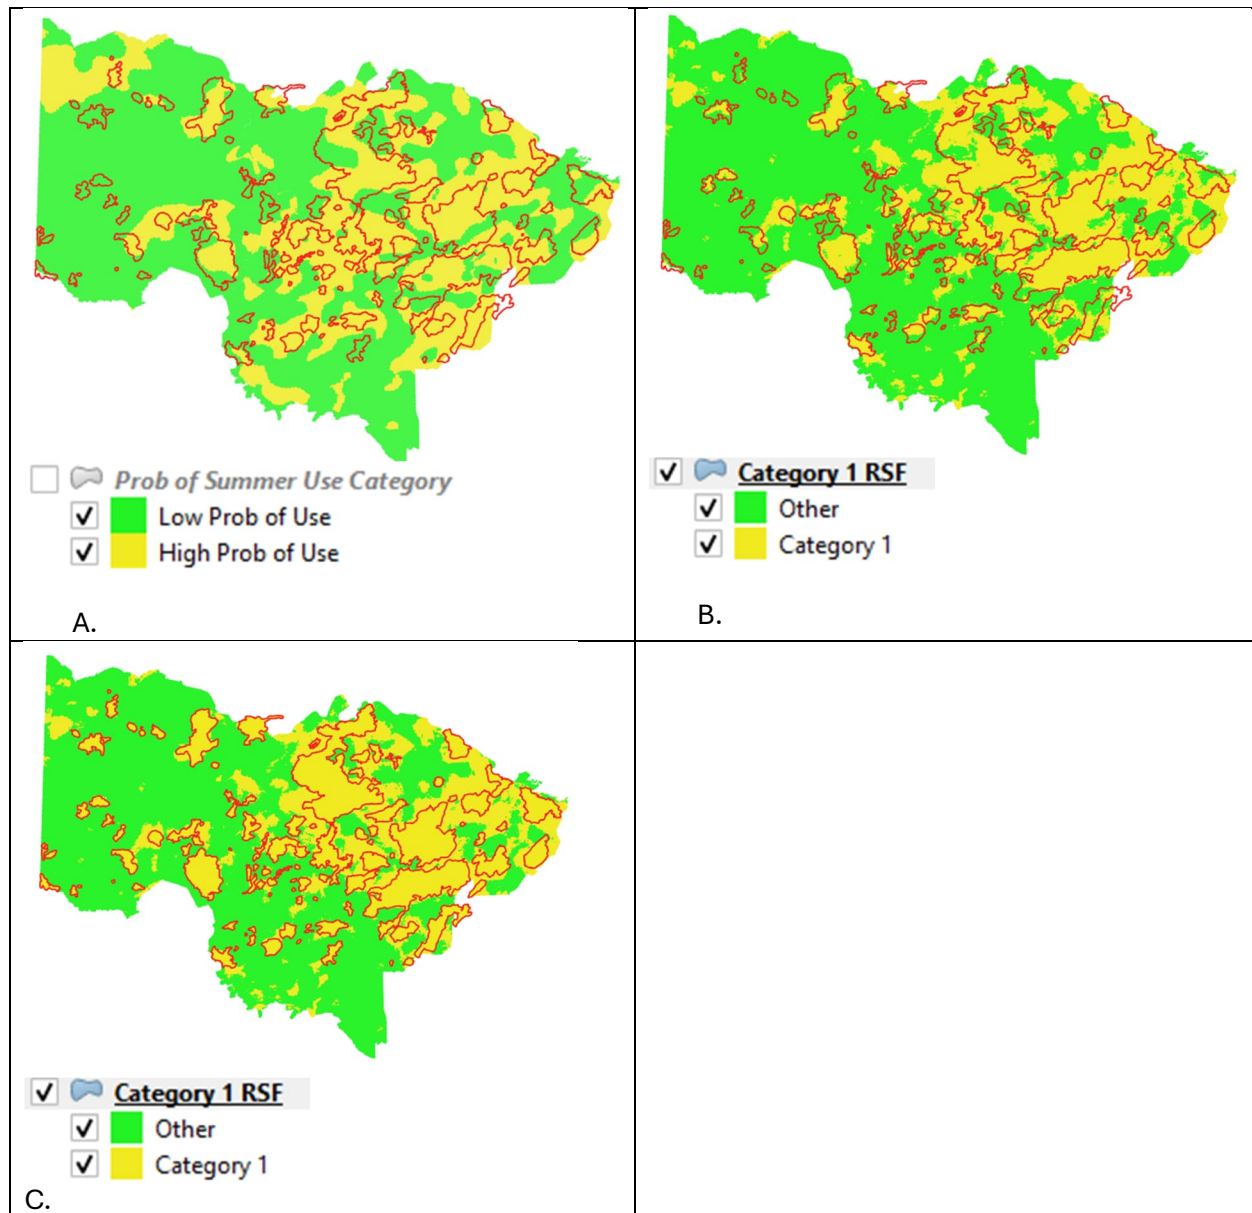 Prob of Summer Use Category
Low Prob of Use
High Prob of Use
A.
Category 1 RSF
Other
Category 1
B.
Category 1 RSF
Other
Category 1
C.